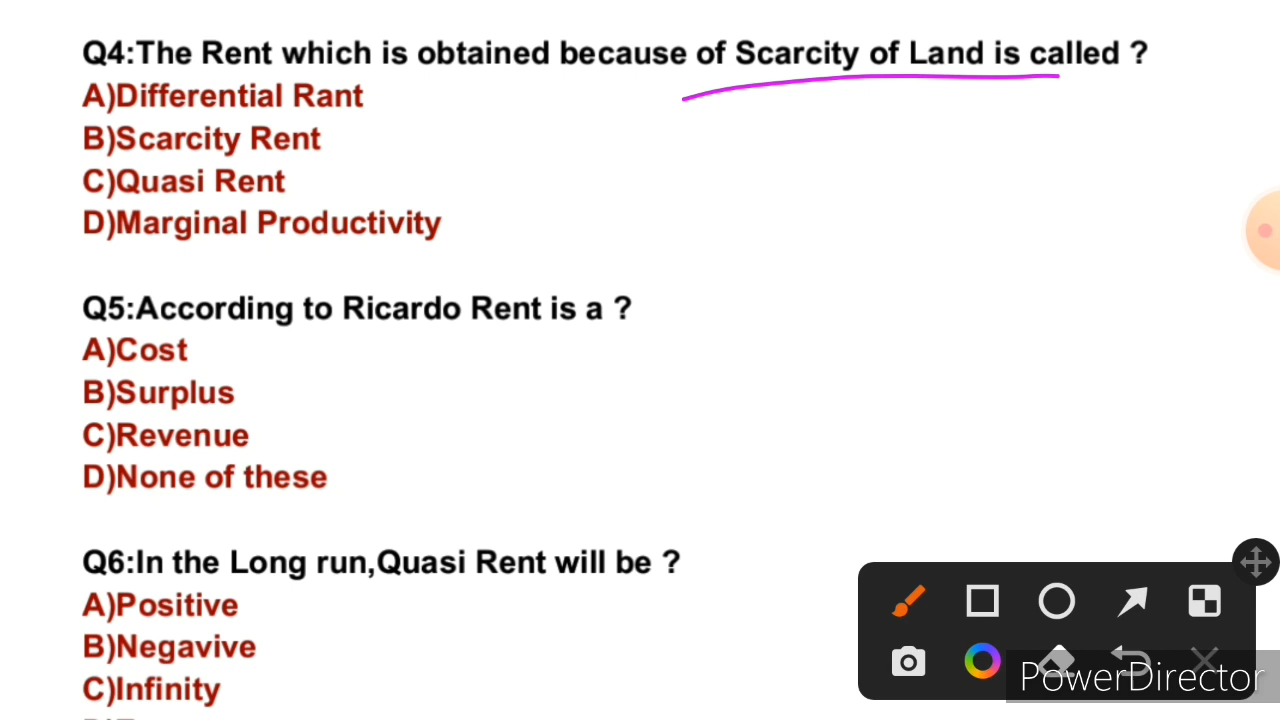 Q4:The Rent which is obtained because of Scarcity of Land is called ?
A)Differential Rant
B)Scarcity Rent
C)Quasi Rent
D)Marginal Productivity
Q5:According to Ricardo Rent is a ?
A)Cost
B)Surplus
C)Revenue
D)None of these
Q6:In the Long run,Quasi Rent will be ?
A)Positive
B)Negavive
C)Infinity
PowerDirector